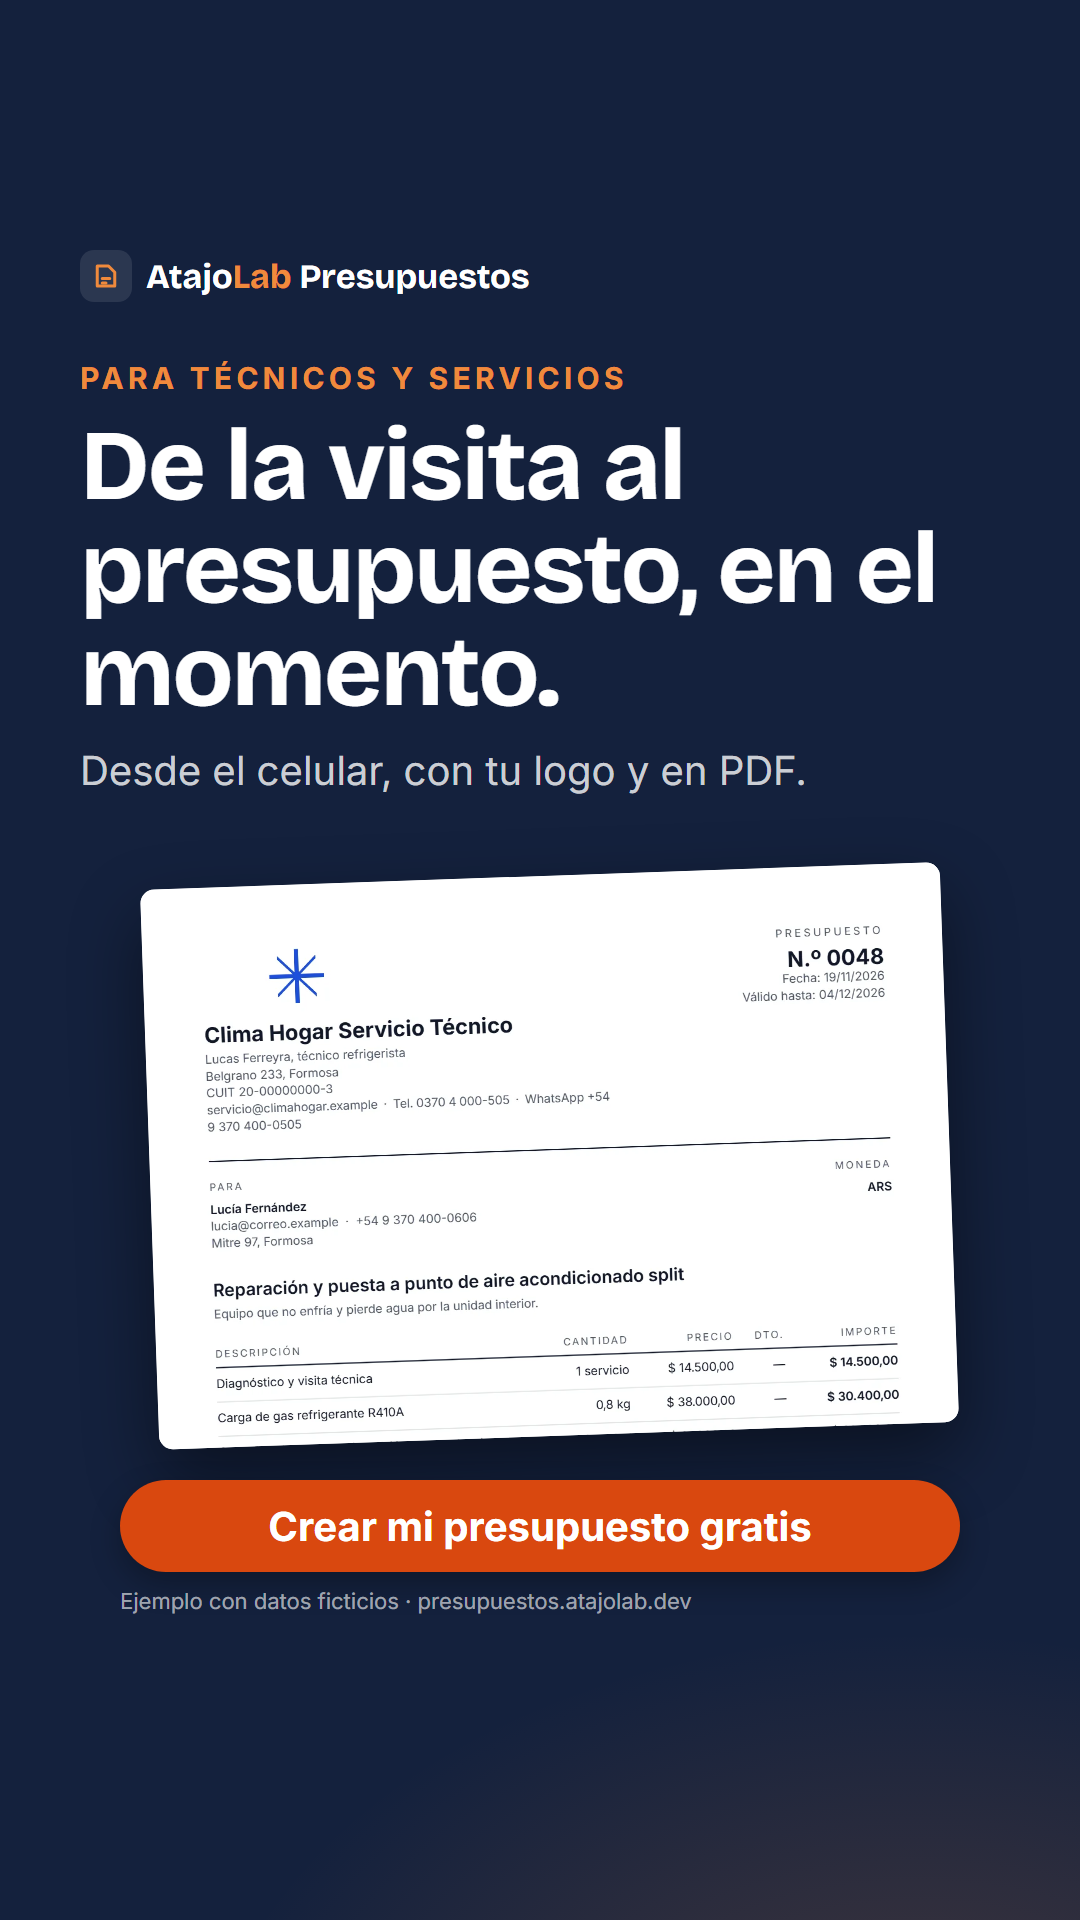 AtajoLab Presupuestos
PARA TÉCNICOS Y SERVICIOS
De la visita al
presupuesto, en el
momento.
Desde el celular, con tu logo y en PDF.
PRESUPUESTO
N.º 0048
Fecha: 19/11/2026
Válido hasta: 04/12/2026
Clima Hogar Servicio Técnico
Lucas Ferreyra, técnico refrigerista
Belgrano 233, Formosa
CUIT 20-00000000-3
servicio@climahogar.example · Tel. 0370 4 000-505 · WhatsApp +54
9 370 400-0505
PARA
Lucía Fernández
lucia@correo.example · +54 9 370 400-0606
Mitre 97, Formosa
MONEDA
ARS
Reparación y puesta a punto de aire acondicionado split
Equipo que no enfría y pierde agua por la unidad interior.
DESCRIPCIÓN CANTIDAD PRECIO DTO. IMPORTE
Diagnóstico y visita técnica 1 servicio $ 14.500,00 — $ 14.500,00
Carga de gas refrigerante R410A 0,8 kg $ 38.000,00 — $ 30.400,00
Crear mi presupuesto gratis
Ejemplo con datos ficticios · presupuestos.atajolab.dev